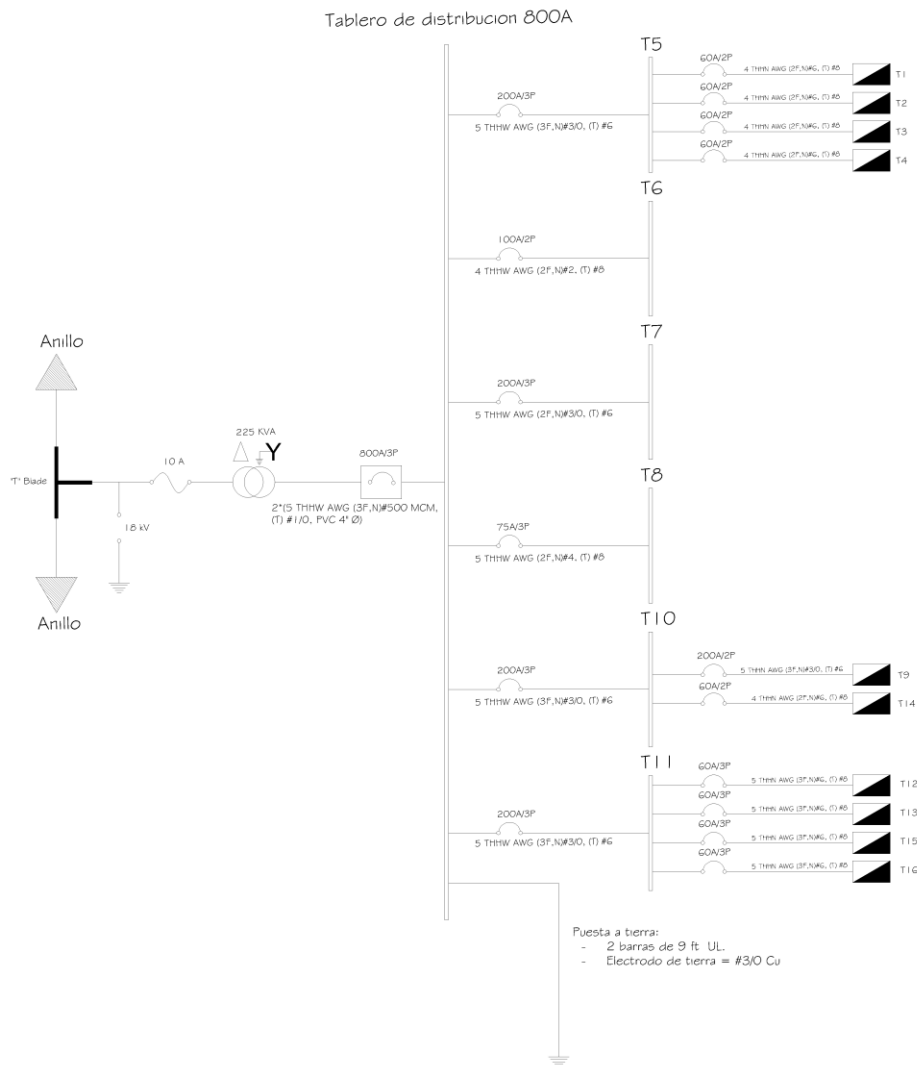 Tablero de distribucion 800A
T5
60A/2P
4 THHN AWG (2F,N)#6, (T) #8
T1
60A/2P
4 THHN AWG (2F,N)#6, (T) #8
T2
60A/2P
4 THHN AWG (2F,N)#6, (T) #8
T3
60A/2P
4 THHN AWG (2F,N)#6, (T) #8
T4
200A/3P
5 THHW AWG (3F,N)#3/0, (T) #6
T6
100A/2P
4 THHW AWG (2F,N)#2, (T) #8
T7
200A/3P
5 THHW AWG (2F,N)#3/0, (T) #6
Anillo
"T" Blade
10 A
18 kV
225 KVA
Y
800A/3P
2*(5 THHW AWG (3F,N)#500 MCM,
(T) #1/0, PVC 4" Ø)
Anillo
T8
75A/3P
5 THHW AWG (2F,N)#4, (T) #8
T10
200A/3P
5 THHW AWG (3F,N)#3/0, (T) #6
200A/2P
5 THHN AWG (3F,N)#3/0, (T) #6
T9
60A/2P
4 THHN AWG (2F,N)#6, (T) #8
T14
T11
200A/3P
5 THHW AWG (3F,N)#3/0, (T) #6
60A/3P
5 THHN AWG (3F,N)#6, (T) #8
T12
60A/3P
5 THHN AWG (3F,N)#6, (T) #8
T13
60A/3P
5 THHN AWG (3F,N)#6, (T) #8
T15
60A/3P
5 THHN AWG (3F,N)#6, (T) #8
T16
Puesta a tierra:
- 2 barras de 9 ft UL.
- Electrodo de tierra = #3/0 Cu